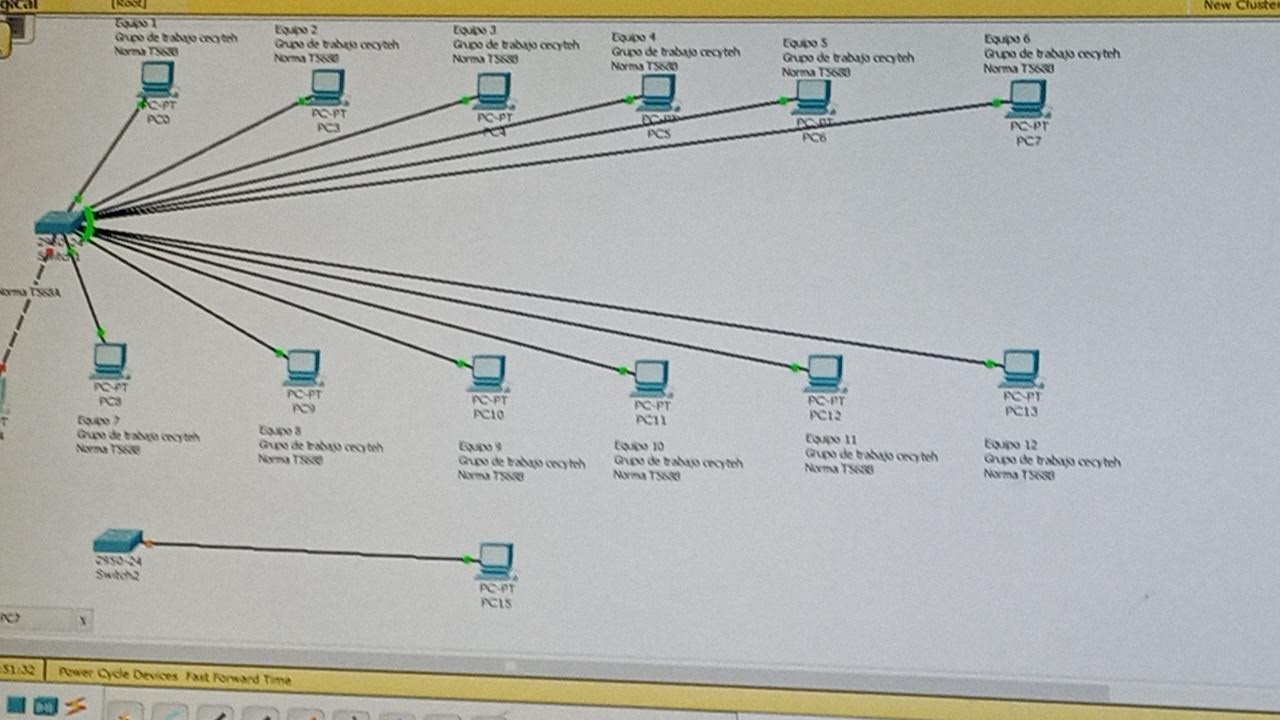 [Root]
New Cluster
Equipo 1
Grupo de trabajo cecyteh
Norma T568B
Equipo 2
Grupo de trabajo cecyteh
Norma T568B
Equipo 3
Grupo de trabajo cecyteh
Norma T568B
Equipo 4
Grupo de trabajo cecyteh
Norma T568B
Equipo 5
Grupo de trabajo cecyteh
Norma T568B
Equipo 6
Grupo de trabajo cecyteh
Norma T568B
PC-PT
PC0
PC-PT
PC3
PC-PT
PC4
PC-PT
PC5
PC-PT
PC6
PC-PT
PC7
Norma T568A
PC-PT
PC8
PC-PT
PC9
PC-PT
PC10
PC-PT
PC11
PC-PT
PC12
PC-PT
PC13
Equipo 7
Grupo de trabajo cecyteh
Norma T568B
Equipo 8
Grupo de trabajo cecyteh
Norma T568B
Equipo 9
Grupo de trabajo cecyteh
Norma T568B
Equipo 10
Grupo de trabajo cecyteh
Norma T568B
Equipo 11
Grupo de trabajo cecyteh
Norma T568B
Equipo 12
Grupo de trabajo cecyteh
Norma T568B
2950-24
Switch2
PC-PT
PC15
PC7 X
:51:32 Power Cycle Devices Fast Forward Time